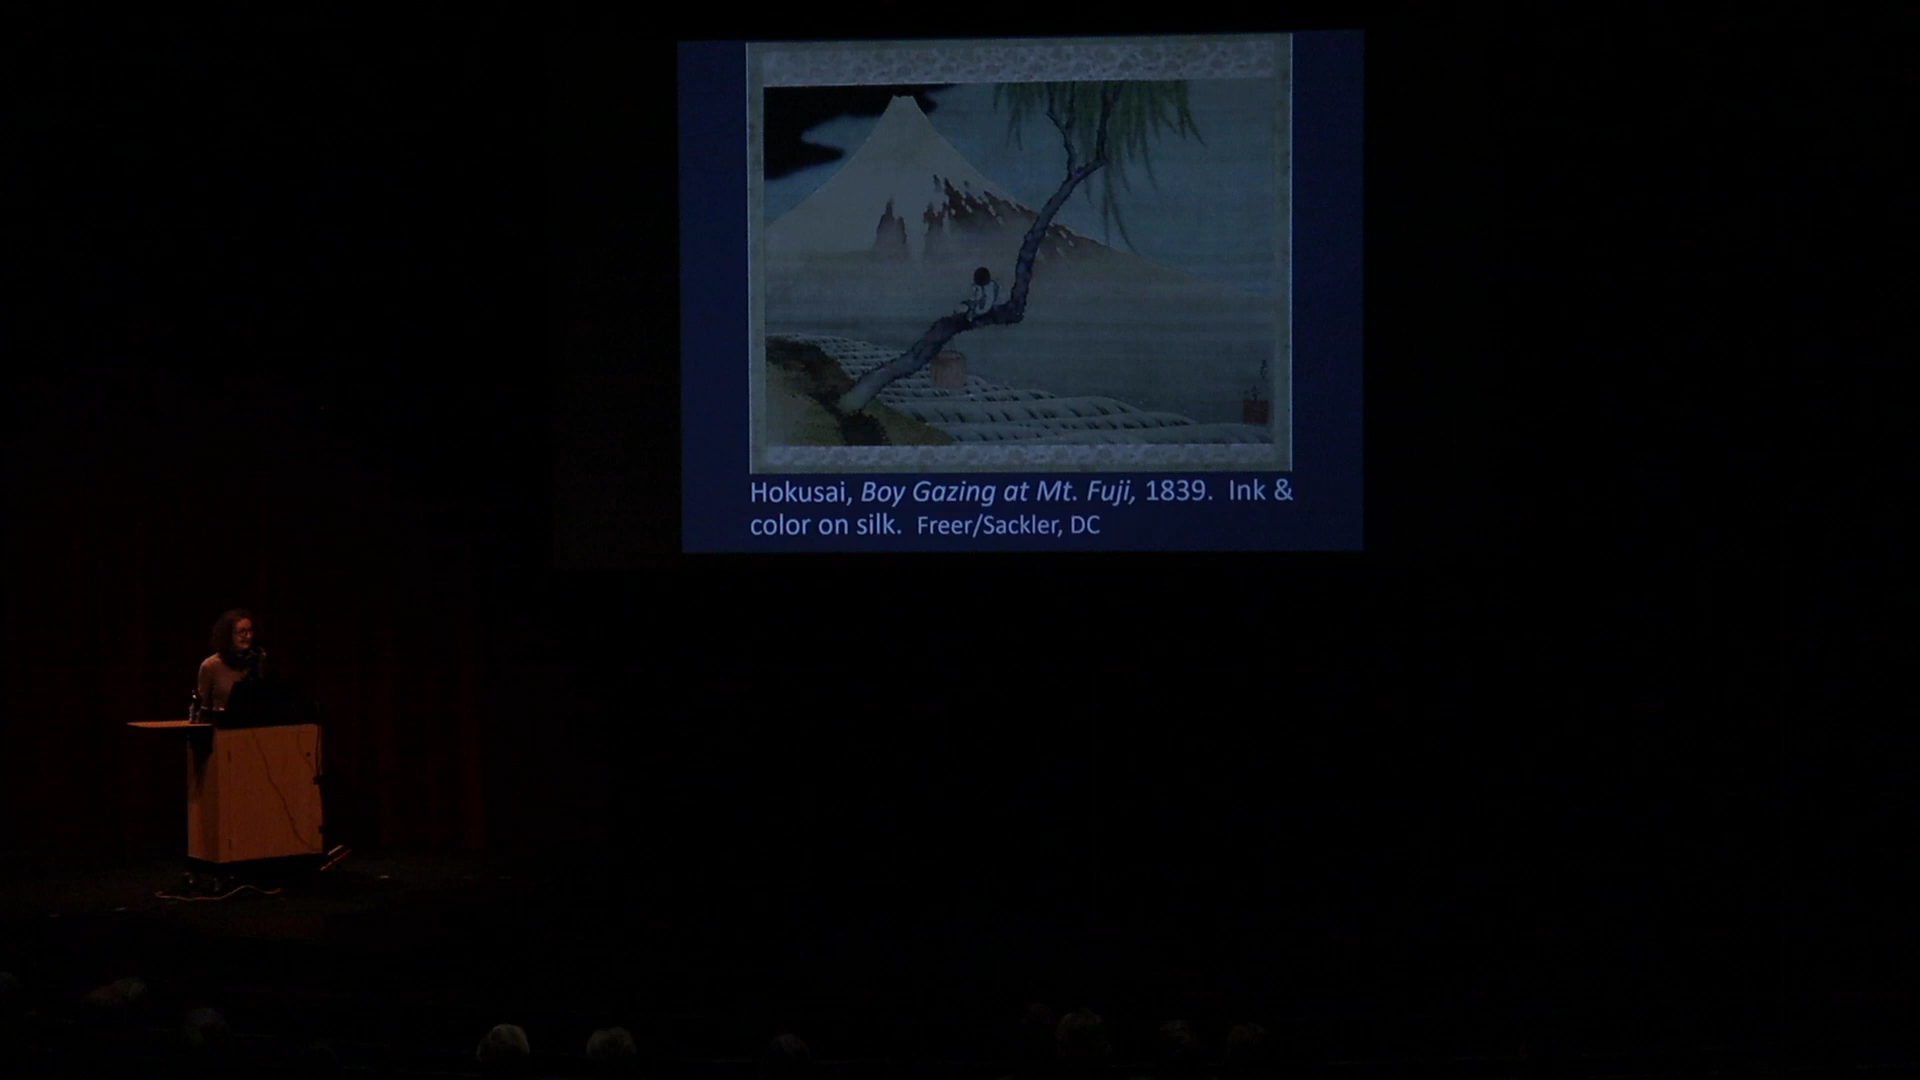 Hokusai, Boy Gazing at Mt. Fuji, 1839. Ink &
color on silk. Freer/Sackler, DC